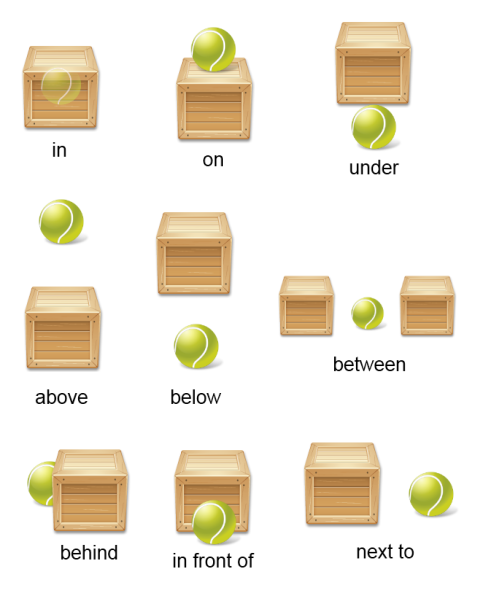 in
on
under
above
below
between
behind
in front of
next to